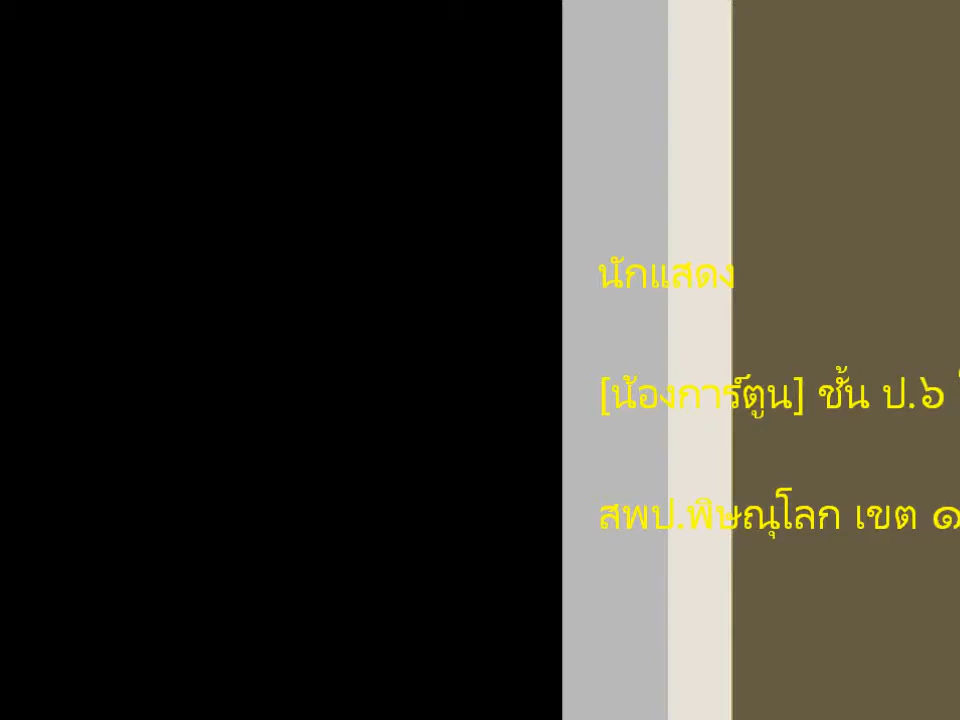 นักแสดง
[น้องการ์ตูน] ชั้น ป.๖
สพป.พิษณุโลก เขต ๑